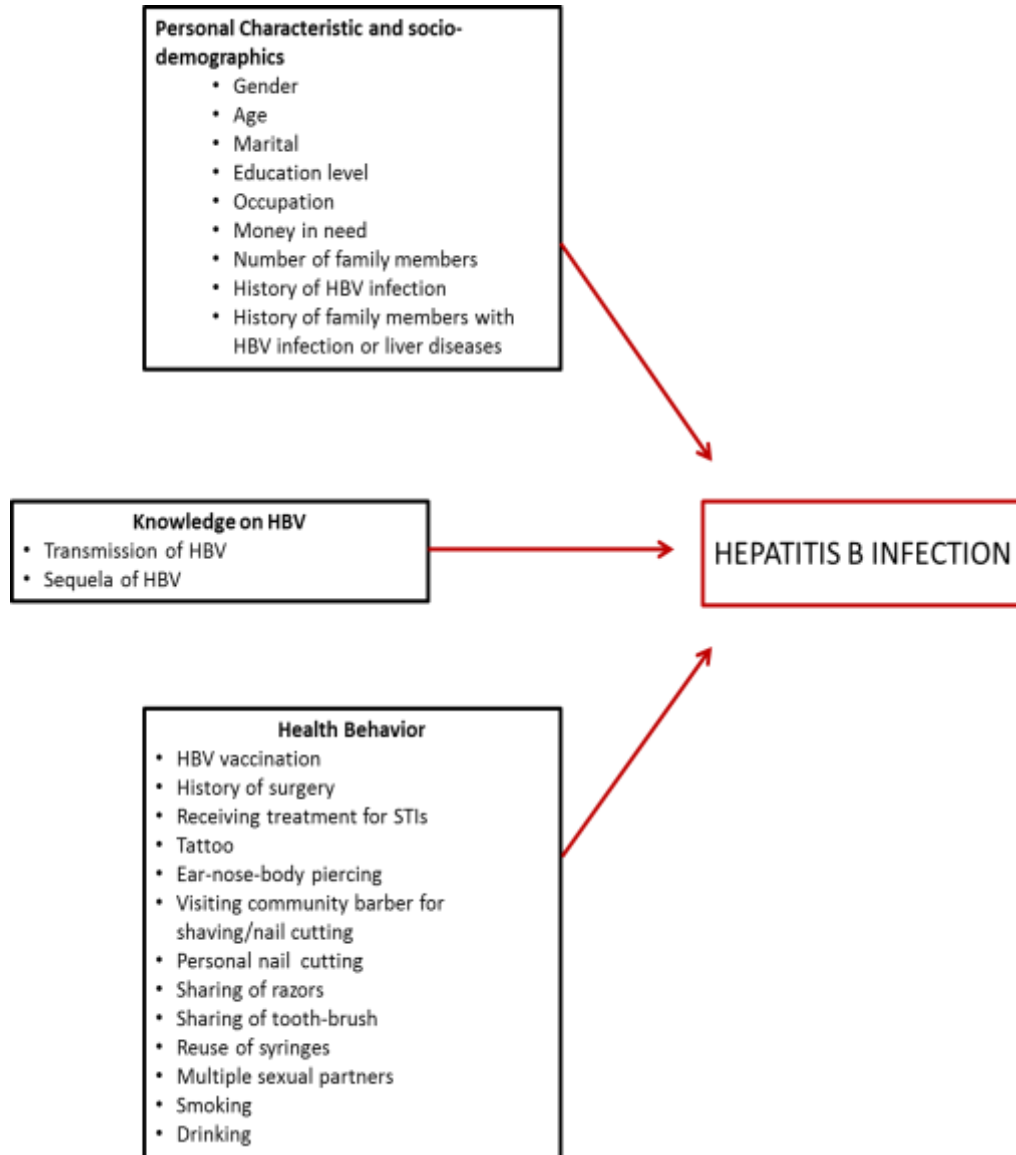 Personal Characteristic and socio-
demographics
• Gender
• Age
• Marital
• Education level
• Occupation
• Money in need
• Number of family members
• History of HBV infection
• History of family members with
HBV infection or liver diseases
Knowledge on HBV
• Transmission of HBV
• Sequela of HBV
HEPATITIS B INFECTION
Health Behavior
• HBV vaccination
• History of surgery
• Receiving treatment for STIs
• Tattoo
• Ear-nose-body piercing
• Visiting community barber for
shaving/nail cutting
• Personal nail cutting
• Sharing of razors
• Sharing of tooth-brush
• Reuse of syringes
• Multiple sexual partners
• Smoking
• Drinking